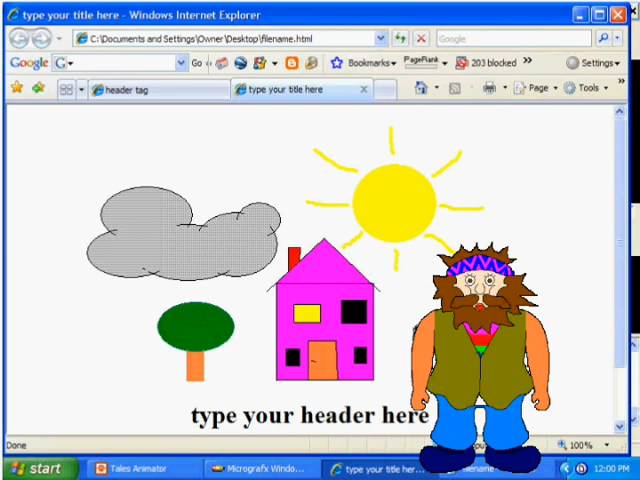 type your title here - Windows Internet Explorer
C:\Documents and Settings\Owner\Desktop\filename.html
Google
Google G Go Bookmarks PageRank 203 blocked Settings
header tag type your title here Page Tools
type your header here
Done 100%
start Tales Animator Micrografx Windo... type your title her... filename 12:00 PM